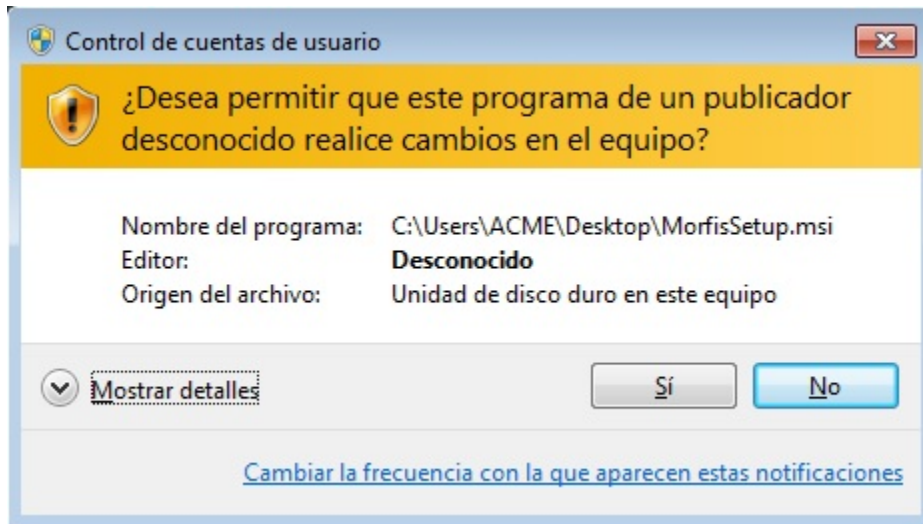 Control de cuentas de usuario
¿Desea permitir que este programa de un publicador
desconocido realice cambios en el equipo?
Nombre del programa: C:\Users\ACME\Desktop\MorfisSetup.msi
Editor: Desconocido
Origen del archivo: Unidad de disco duro en este equipo
Mostrar detalles Sí No
Cambiar la frecuencia con la que aparecen estas notificaciones